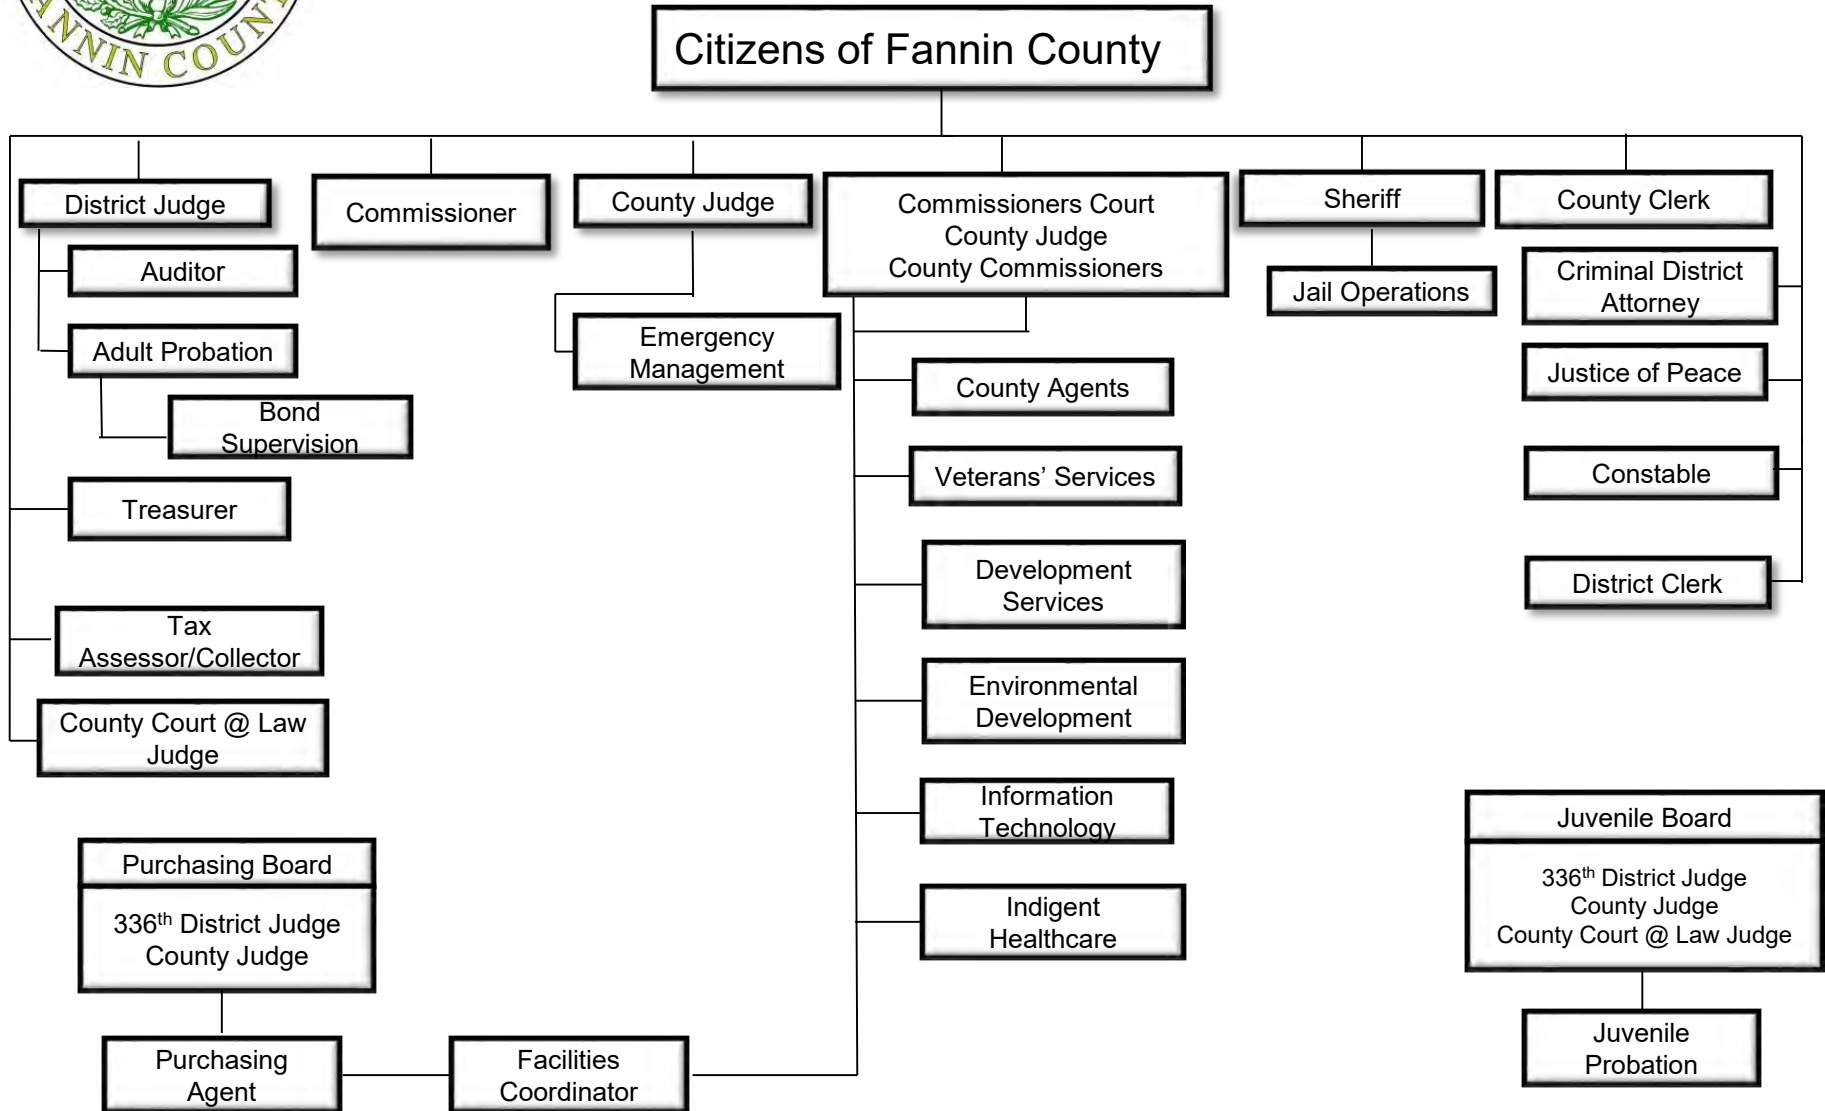 ANNIN COUN
Citizens of Fannin County
District Judge
Commissioner
County Judge
Commissioners Court
County Judge
County Commissioners
Sheriff
County Clerk
Auditor
Adult Probation
Bond
Supervision
Treasurer
Tax
Assessor/Collector
County Court @ Law
Judge
Emergency
Management
County Agents
Veterans’ Services
Development
Services
Environmental
Development
Information
Technology
Indigent
Healthcare
Jail Operations
Criminal District
Attorney
Justice of Peace
Constable
District Clerk
Purchasing Board
336th District Judge
County Judge
Purchasing
Agent
Facilities
Coordinator
Juvenile Board
336th District Judge
County Judge
County Court @ Law Judge
Juvenile
Probation